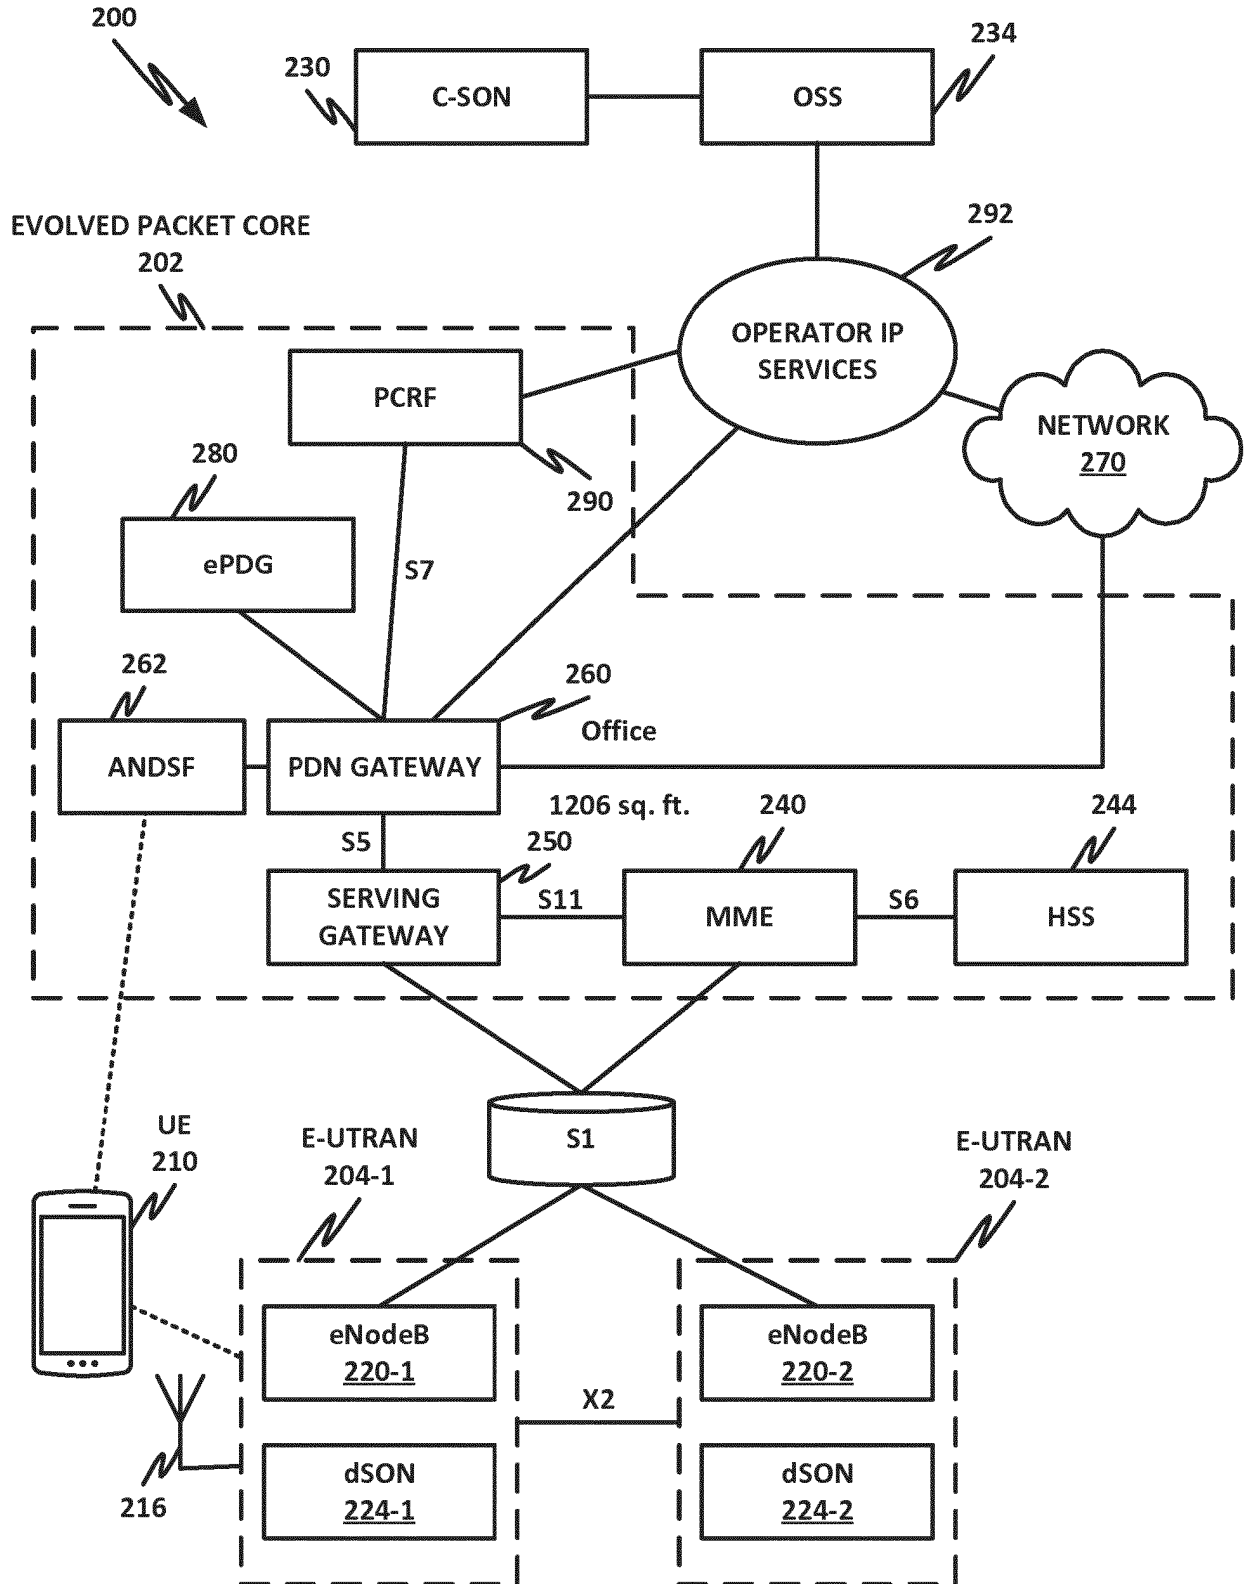 200
234
230
C-SON
OSS
292
EVOLVED PACKET CORE
202
OPERATOR IP
SERVICES
PCRF
NETWORK
270
280
290
ePDG
S7
262
260
Office
ANDSF
PDN GATEWAY
1206 sq. ft.
240
244
S5
250
SERVING
GATEWAY
S11
MME
S6
HSS
UE
210
E-UTRAN
204-1
S1
E-UTRAN
204-2
eNodeB
220-1
eNodeB
220-2
X2
216
dSON
224-1
dSON
224-2